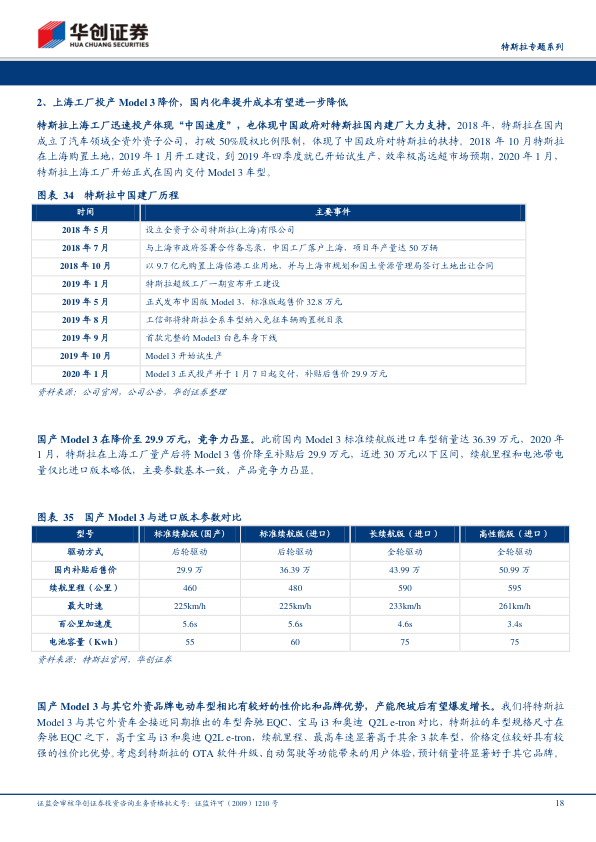 华创证券
HUA CHUANG SECURITIES
特斯拉专题系列
2、上海工厂投产 Model 3 降价，国内化率提升成本有望进一步降低
特斯拉上海工厂迅速投产体现“中国速度”，也体现中国政府对特斯拉国内建厂大力支持。2018 年，特斯拉在国内
成立了汽车领域全资外资子公司，打破 50%股权比例限制，体现了中国政府对特斯拉的扶持。2018 年 10 月特斯拉
在上海购置土地，2019 年 1 月开工建设，到 2019 年四季度就已开始试生产，效率极高达超市场预期，2020 年 1 月，
特斯拉上海工厂开始正式在国内交付 Model 3 车型。
图表 34 特斯拉中国建厂历程
时间 主要事件
2018 年 5 月 设立全资子公司特斯拉(上海)有限公司
2018 年 7 月 与上海市政府签署合作备忘录，中国工厂落户上海，项目年产量达 50 万辆
2018 年 10 月 以 9.7 亿元购置上海临港工业用地，并与上海市规划和国土资源管理局签订土地出让合同
2019 年 1 月 特斯拉超级工厂一期宣布开工建设
2019 年 5 月 正式发布中国版 Model 3，标准版起售价 32.8 万元
2019 年 8 月 工信部将特斯拉全系车型纳入免征车辆购置税目录
2019 年 9 月 首款完整的 Model3 白色车身下线
2019 年 10 月 Model 3 开始试生产
2020 年 1 月 Model 3 正式投产并于 1 月 7 日起交付，补贴后售价 29.9 万元
资料来源：公司官网，公司公告，华创证券整理
国产 Model 3 在降价至 29.9 万元，竞争力凸显。此前国内 Model 3 标准续航版进口车型销量达 36.39 万元，2020 年
1 月，特斯拉在上海工厂量产后将 Model 3 售价降至补贴后 29.9 万元，迈进 30 万元以下区间，续航里程和电池带电
量仅比进口版本略低，主要参数基本一致，产品竞争力凸显。
图表 35 国产 Model 3 与进口版本参数对比
型号 标准续航版(国产) 标准续航版(进口) 长续航版（进口） 高性能版（进口）
驱动方式 后轮驱动 后轮驱动 全轮驱动 全轮驱动
国内补贴后售价 29.9 万 36.39 万 43.99 万 50.99 万
续航里程（公里） 460 480 590 595
最大时速 225km/h 225km/h 233km/h 261km/h
百公里加速度 5.6s 5.6s 4.6s 3.4s
电池容量（Kwh） 55 60 75 75
资料来源：特斯拉官网，华创证券
国产 Model 3 与其它外资品牌电动车型相比有较好的性价比和品牌优势，产能爬坡后有望爆发增长。我们将特斯拉
Model 3 与其它外资车企接近同期推出的车型奔驰 EQC、宝马 i3 和奥迪 Q2L e-tron 对比，特斯拉的车型规格尺寸在
奔驰 EQC 之下，高于宝马 i3 和奥迪 Q2L e-tron，续航里程、最高车速显著高于其余 3 款车型，价格定位较好具有较
强的性价比优势。考虑到特斯拉的 OTA 软件升级、自动驾驶等功能带来的用户体验，预计销量将显著好于其它品牌。
证监会审核华创证券投资咨询业务资格批文号：证监许可（2009）1210 号 18